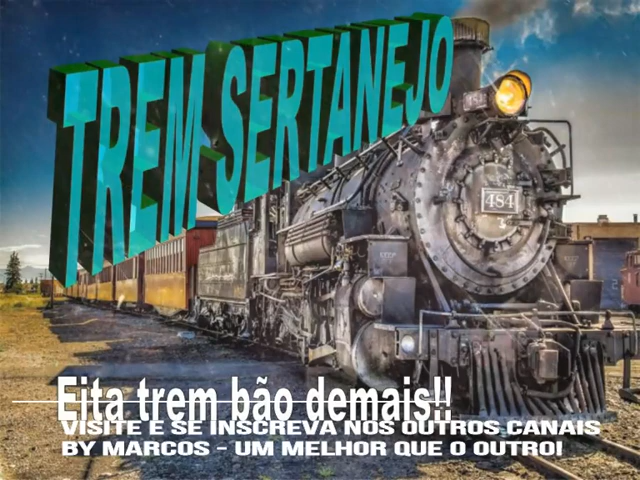 TREM SERTANEJO
484
Eita trem bão demais!!
VISITE E SE INSCREVA NOS OUTROS CANAIS
BY MARCOS - UM MELHOR QUE O OUTRO!